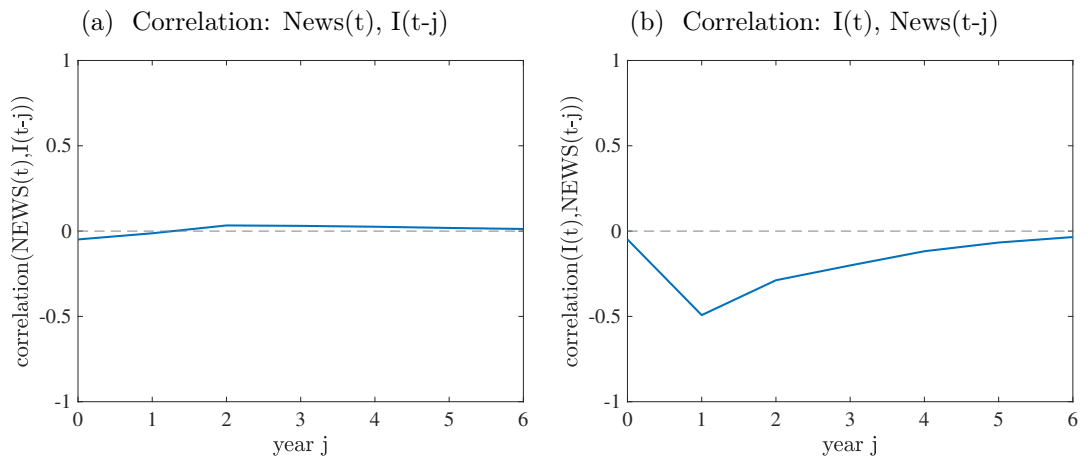 (a) Correlation: News(t), I(t-j)
1
0.5
0
-0.5
-1
correlation(NEWS(t),I(t-j))
0 1 2 3 4 5 6
year j
(b) Correlation: I(t), News(t-j)
1
0.5
0
-0.5
-1
correlation(I(t),NEWS(t-j))
0 1 2 3 4 5 6
year j